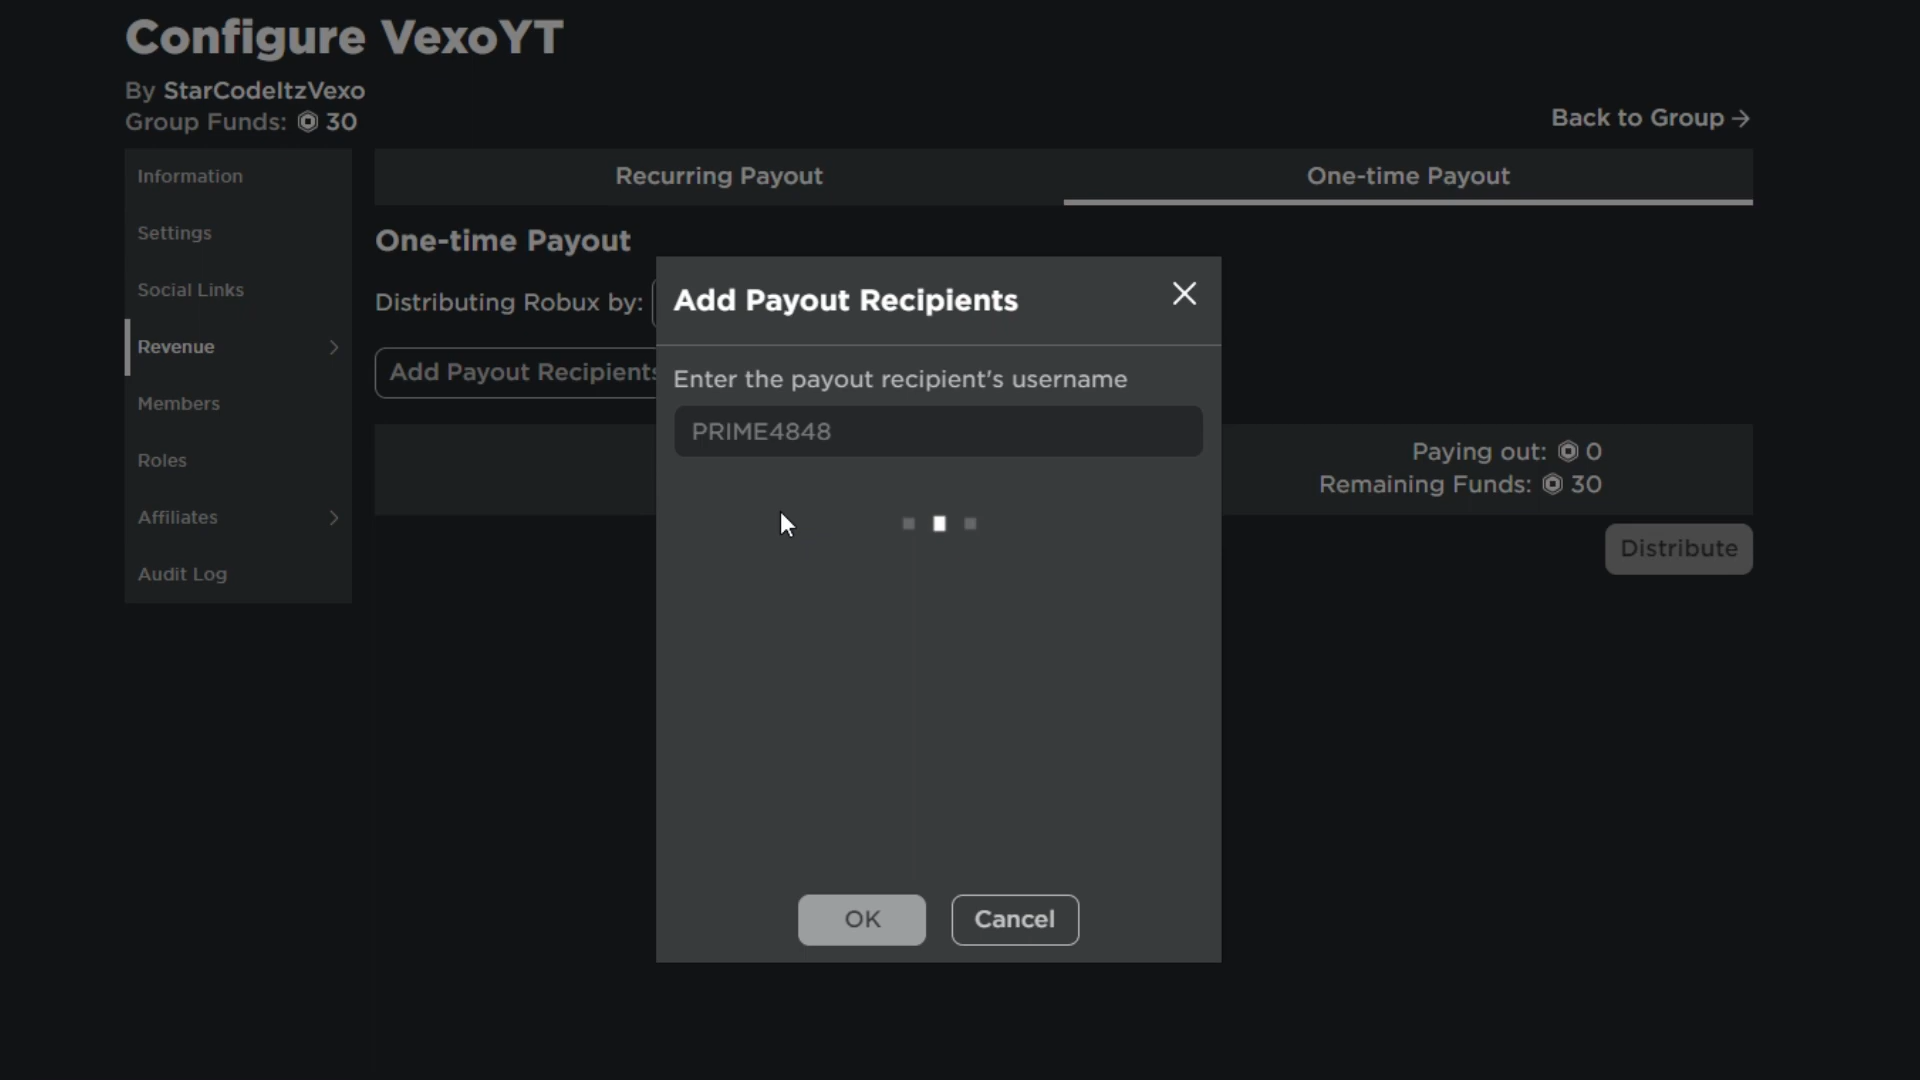 Configure VexoYT
By StarCodeItzVexo
Group Funds: 30
Back to Group
Information
Settings
Social Links
Revenue
Members
Roles
Affiliates
Audit Log
Recurring Payout
One-time Payout
One-time Payout
Distributing Robux by:
Add Payout Recipients
Add Payout Recipients
Enter the payout recipient's username
PRIME4848
OK
Cancel
Paying out: 0
Remaining Funds: 30
Distribute